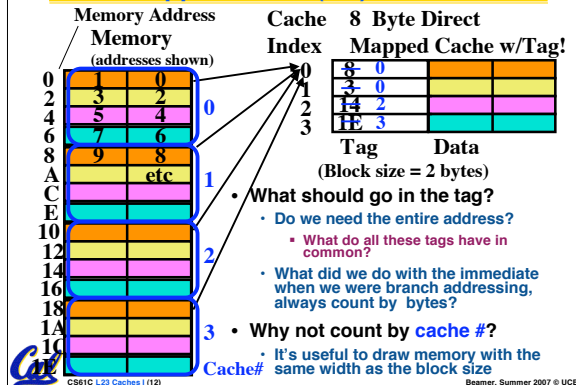 Memory Address
Memory
(addresses shown)
Cache 8 Byte Direct
Index Mapped Cache w/Tag!
0 1 0
2 3 2
4 5 4
6 7 6
0
8 9 8
A etc
C
E
1
10
12
14
16
2
18
1A
1C
1E
3
Cache#
0 8 0
1 3 0
2 14 2
3 1E 3
Tag Data
(Block size = 2 bytes)
• What should go in the tag?
• Do we need the entire address?
▪ What do all these tags have in
common?
• What did we do with the immediate
when we were branch addressing,
always count by bytes?
• Why not count by cache #?
• It's useful to draw memory with the
same width as the block size
Cal
CS61C L23 Caches I (12)
Beamer, Summer 2007 © UCB